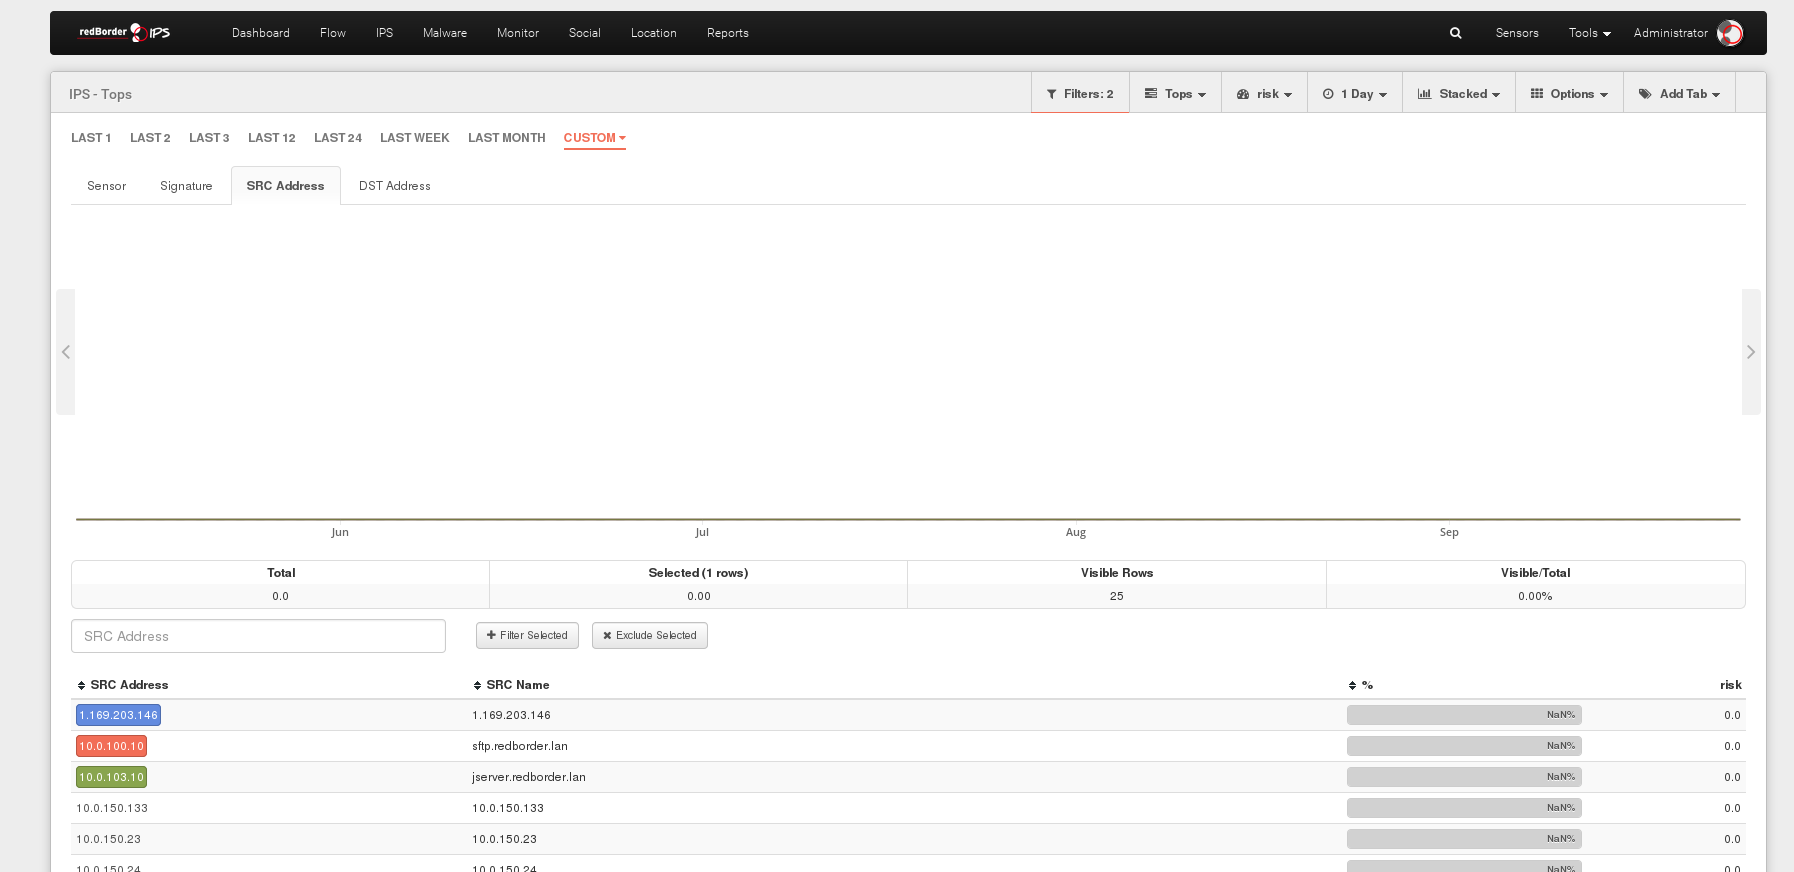 redBorder IPS Dashboard Flow IPS Malware Monitor Social Location Reports Sensors Tools Administrator
IPS - Tops Filters: 2 Tops risk 1 Day Stacked Options Add Tab
LAST 1 LAST 2 LAST 3 LAST 12 LAST 24 LAST WEEK LAST MONTH CUSTOM
Sensor Signature SRC Address DST Address
Jun Jul Aug Sep
Total Selected (1 rows) Visible Rows Visible/Total
0.0 0.00 25 0.00%
SRC Address Filter Selected Exclude Selected
SRC Address SRC Name % risk
1.169.203.146 1.169.203.146 NaN% 0.0
10.0.100.10 sftp.redborder.lan NaN% 0.0
10.0.103.10 jserver.redborder.lan NaN% 0.0
10.0.150.133 10.0.150.133 NaN% 0.0
10.0.150.23 10.0.150.23 NaN% 0.0
10.0.150.24 10.0.150.24 NaN% 0.0